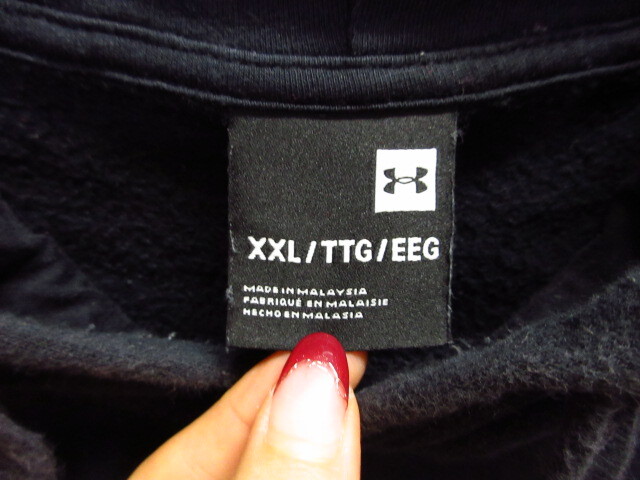 XXL/TTG/EEG
MADE IN MALAYSIA
FABRIQUÉ EN MALAISIE
HECHO EN MALASIA